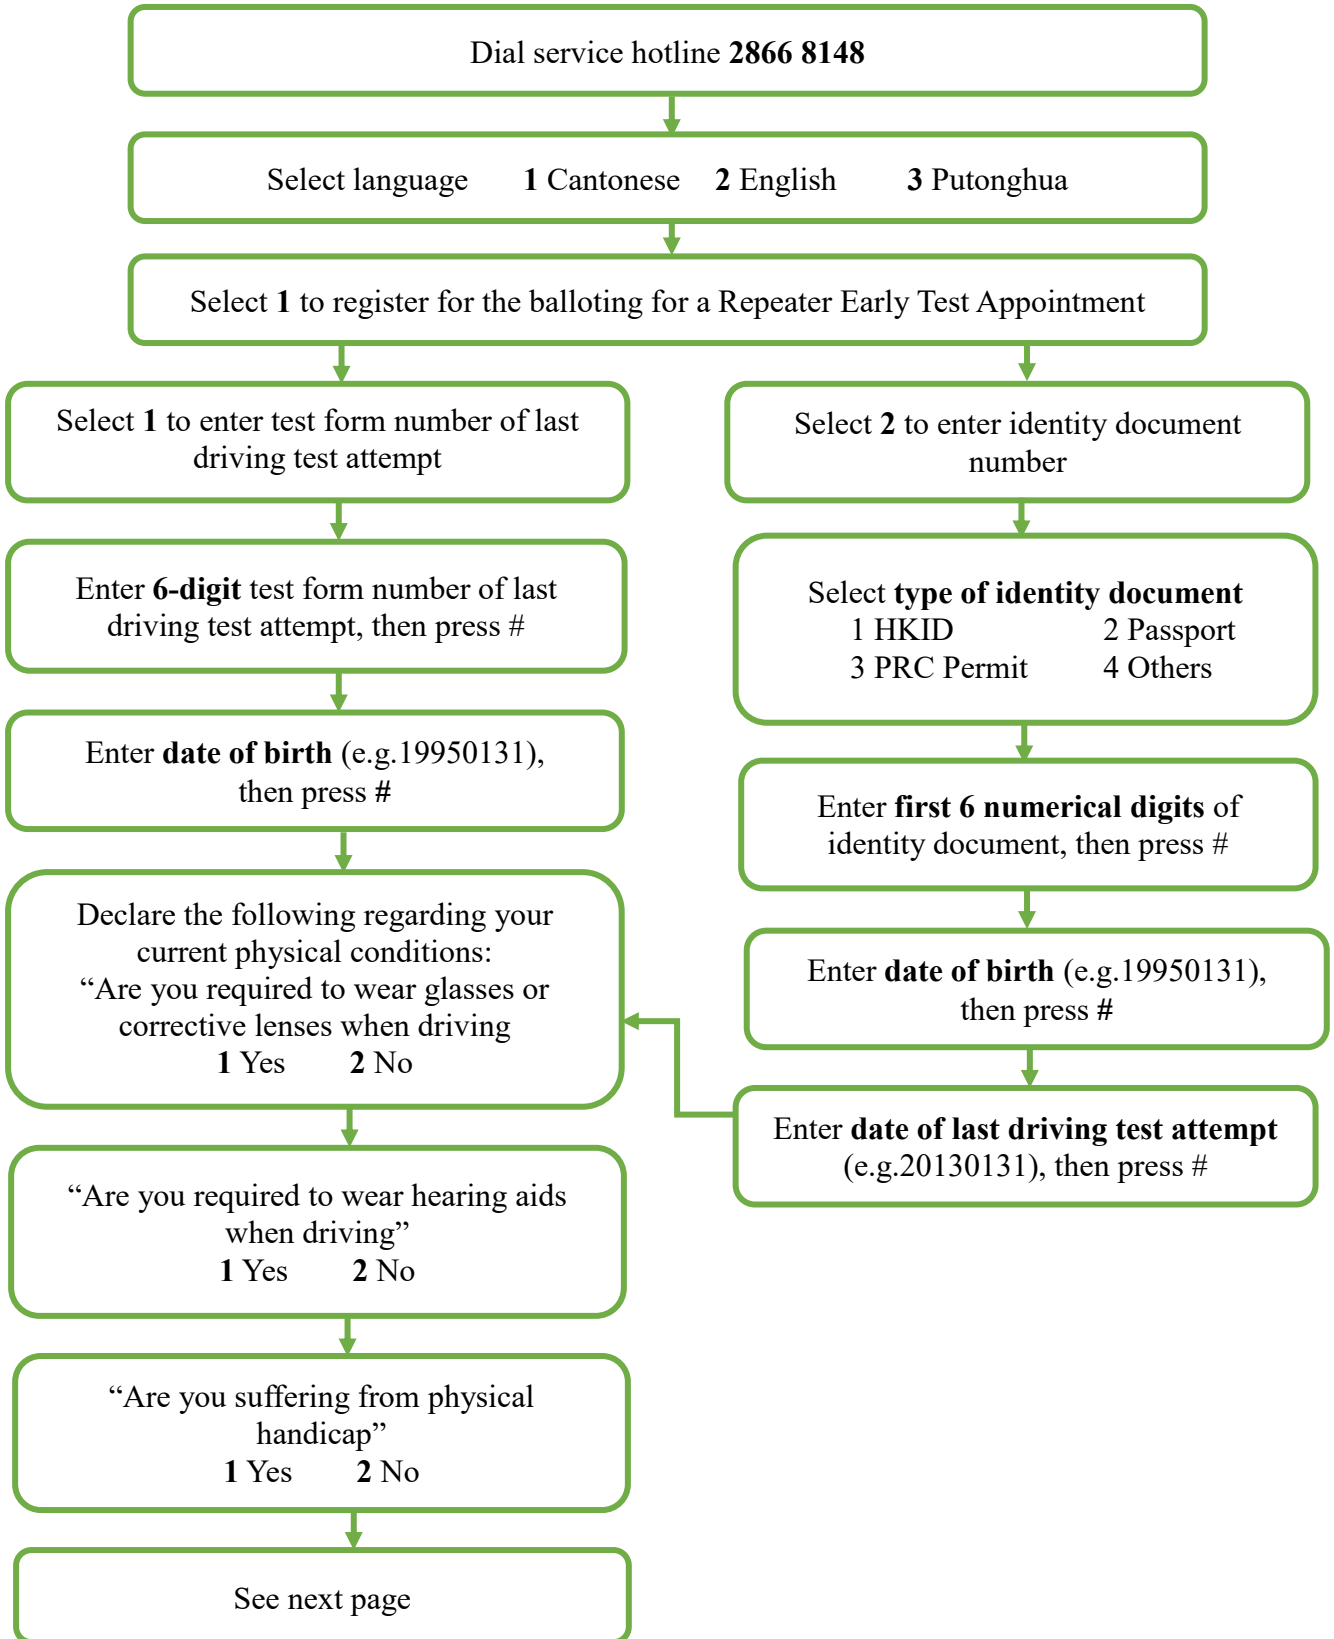 Dial service hotline 2866 8148
Select language 1 Cantonese 2 English 3 Putonghua
Select 1 to register for the balloting for a Repeater Early Test Appointment
Select 1 to enter test form number of last
driving test attempt
Enter 6-digit test form number of last
driving test attempt, then press #
Enter date of birth (e.g.19950131),
then press #
Select 2 to enter identity document
number
Select type of identity document
1 HKID 2 Passport
3 PRC Permit 4 Others
Enter first 6 numerical digits of
identity document, then press #
Enter date of birth (e.g.19950131),
then press #
Enter date of last driving test attempt
(e.g.20130131), then press #
Declare the following regarding your
current physical conditions:
“Are you required to wear glasses or
corrective lenses when driving
1 Yes 2 No
“Are you required to wear hearing aids
when driving”
1 Yes 2 No
“Are you suffering from physical
handicap”
1 Yes 2 No
See next page